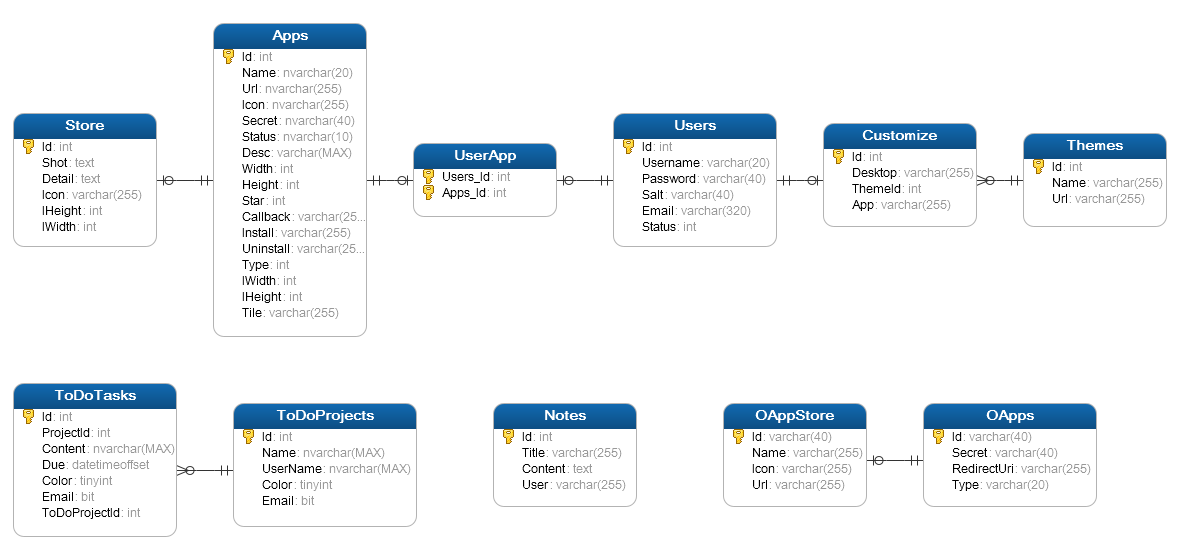 Apps
Id: int
Name: nvarchar(20)
Url: nvarchar(255)
Icon: nvarchar(255)
Secret: nvarchar(40)
Status: nvarchar(10)
Desc: varchar(MAX)
Width: int
Height: int
Star: int
Callback: varchar(25...
Install: varchar(255)
Uninstall: varchar(25...
Type: int
IWidth: int
IHeight: int
Tile: varchar(255)
Store
Id: int
Shot: text
Detail: text
Icon: varchar(255)
IHeight: int
IWidth: int
UserApp
Users_Id: int
Apps_Id: int
Users
Id: int
Username: varchar(20)
Password: varchar(40)
Salt: varchar(40)
Email: varchar(320)
Status: int
Customize
Id: int
Desktop: varchar(255)
ThemeId: int
App: varchar(255)
Themes
Id: int
Name: varchar(255)
Url: varchar(255)
ToDoTasks
Id: int
ProjectId: int
Content: nvarchar(MAX)
Due: datetimeoffset
Color: tinyint
Email: bit
ToDoProjectId: int
ToDoProjects
Id: int
Name: nvarchar(MAX)
UserName: nvarchar(MAX)
Color: tinyint
Email: bit
Notes
Id: int
Title: varchar(255)
Content: text
User: varchar(255)
OAppStore
Id: varchar(40)
Name: varchar(255)
Icon: varchar(255)
Url: varchar(255)
OApps
Id: varchar(40)
Secret: varchar(40)
RedirectUri: varchar(255)
Type: varchar(20)